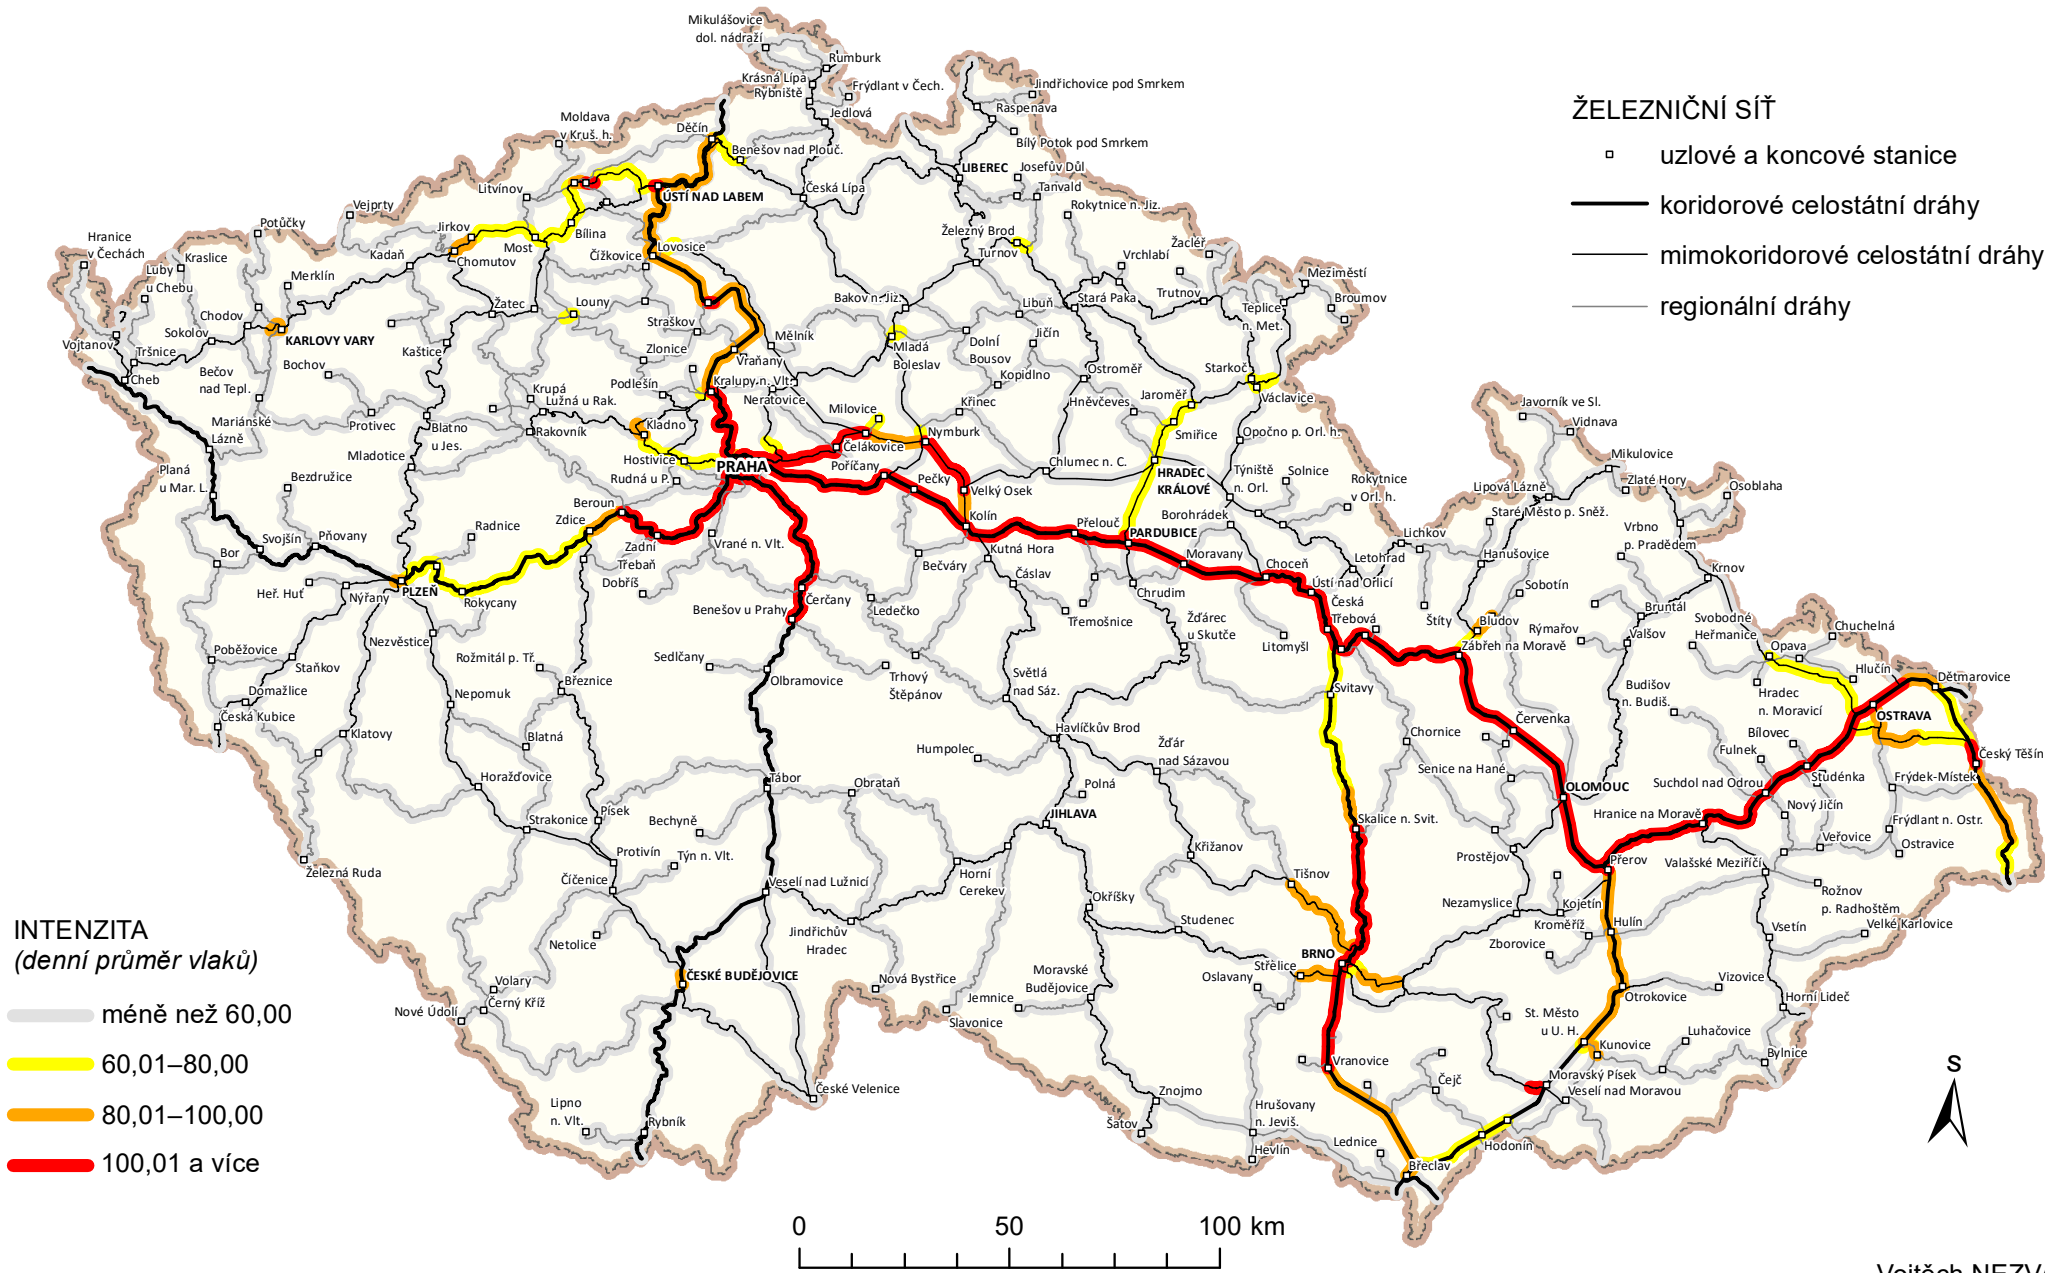 Mikulášovice
dol. nádraží
Rumburk
Krásná Lípa
Rybniště
Frýdlant v Čech.
Jindřichovice pod Smrkem
Raspenava
Jedlová
Moldava
v Kruš. h.
Děčín
Benešov nad Plouč.
Bílý Potok pod Smrkem
LIBEREC
Josefův Důl
Tanvald
Litvínov
ÚSTÍ NAD LABEM
Česká Lípa
Rokytnice n. Jiz.
Vejprty
Potůčky
Jirkov
Bílina
Most
Železný Brod
Žacléř
Hranice
v Čechách
Luby
u Chebu
Kraslice
Kadaň
Chomutov
Čížkovice
Lovosice
Turnov
Vrchlabí
Meziměstí
Merklín
Žatec
Louny
Bakov n. Jiz.
Libuň
Stará Paka
Trutnov
Teplice
n. Met.
Broumov
Chodov
Sokolov
KARLOVY VARY
Straškov
Mělník
Mladá
Boleslav
Dolní
Bousov
Jičín
Vojtanov
Tršnice
Cheb
Bečov
nad Tepl.
Bochov
Kaštice
Zlonice
Vraňany
Kopidlno
Ostroměř
Starkoč
Podlešín
Kralupy n. Vlt.
Neratovice
Krupá
Lužná u Rak.
Milovice
Křinec
Hněvčeves
Jaroměř
Václavice
Javorník ve Sl.
Vidnava
Mariánské
Lázně
Protivec
Blatno
u Jes.
Rakovník
Kladno
Čelákovice
Nymburk
Smiřice
Opočno p. Orl. h.
Planá
u Mar. L.
Mladotice
Hostivice
PRAHA
Poříčany
Chlumec n. C.
HRADEC
KRÁLOVÉ
Týniště
n. Orl.
Solnice
Rokytnice
v Orl. h.
Mikulovice
Zlaté Hory
Lipová Lázně
Osoblaha
Bezdružice
Rudná u P.
Pečky
Velký Osek
Beroun
Zdice
Kolín
Přelouč
PARDUBICE
Borohrádek
Lichkov
Staré Město p. Sněž.
Vrbno
p. Pradědem
Radnice
Bor
Svojšín
Pňovany
Zadní
Třebaň
Vrané n. Vlt.
Kutná Hora
Moravany
Choceň
Letohrad
Hanušovice
Krnov
Dobříš
Bečváry
Čáslav
Chrudim
Ústí nad Orlicí
Sobotín
Heř. Huť
Nýřany
PLZEŇ
Rokycany
Benešov u Prahy
Čerčany
Ledečko
Třemošnice
Žďárec
u Skutče
Česká
Třebová
Litomyšl
Štíty
Bludov
Rýmařov
Bruntál
Valšov
Svobodné
Heřmanice
Chuchelná
Nezvěstice
Zábřeh na Moravě
Opava
Poběžovice
Staňkov
Rožmitál p. Tř.
Sedlčany
Olbramovice
Trhový
Štěpánov
Světlá
nad Sáz.
Svitavy
Budišov
n. Budiš.
Hlučín
Dětmarovice
Domažlice
Nepomuk
Březnice
Hradec
n. Moravicí
OSTRAVA
Česká Kubice
Klatovy
Blatná
Humpolec
Havlíčkův Brod
Žďár
nad Sázavou
Chornice
Červenka
Bílovec
Fulnek
Český Těšín
Horažďovice
Tábor
Obrataň
Polná
Senice na Hané
OLOMOUC
Suchdol nad Odrou
Studénka
Frýdek-Místek
Strakonice
Písek
Bechyně
JIHLAVA
Skalice n. Svit.
Hranice na Moravě
Nový Jičín
Frýdlant n. Ostr.
Železná Ruda
Protivín
Týn n. Vlt.
Křižanov
Prostějov
Přerov
Valašské Meziříčí
Veřovice
Ostravice
Číčenice
Veselí nad Lužnicí
Horní
Cerekev
Tišnov
Okříšky
Rožnov
p. Radhoštěm
Netolice
Jindřichův
Hradec
Studenec
Nezamyslice
Kojetín
Kroměříž
Hulín
Vsetín
Velké Karlovice
Zborovice
BRNO
Střelice
Oslavany
ČESKÉ BUDĚJOVICE
Nová Bystřice
Moravské
Budějovice
Volary
Černý Kříž
Nové Údolí
Jemnice
Slavonice
Vizovice
Otrokovice
Horní Lideč
St. Město
u U. H.
Kunovice
Luhačovice
Bylnice
Vranovice
Moravský Písek
Veselí nad Moravou
České Velenice
Znojmo
Čejč
Lipno
n. Vlt.
Rybník
Šatov
Hrušovany
n. Jeviš.
Hevlín
Lednice
Hodonín
Břeclav
ŽELEZNIČNÍ SÍŤ
uzlové a koncové stanice
koridorové celostátní dráhy
mimokoridorové celostátní dráhy
regionální dráhy
INTENZITA
(denní průměr vlaků)
méně než 60,00
60,01–80,00
80,01–100,00
100,01 a více
S
0 50 100 km